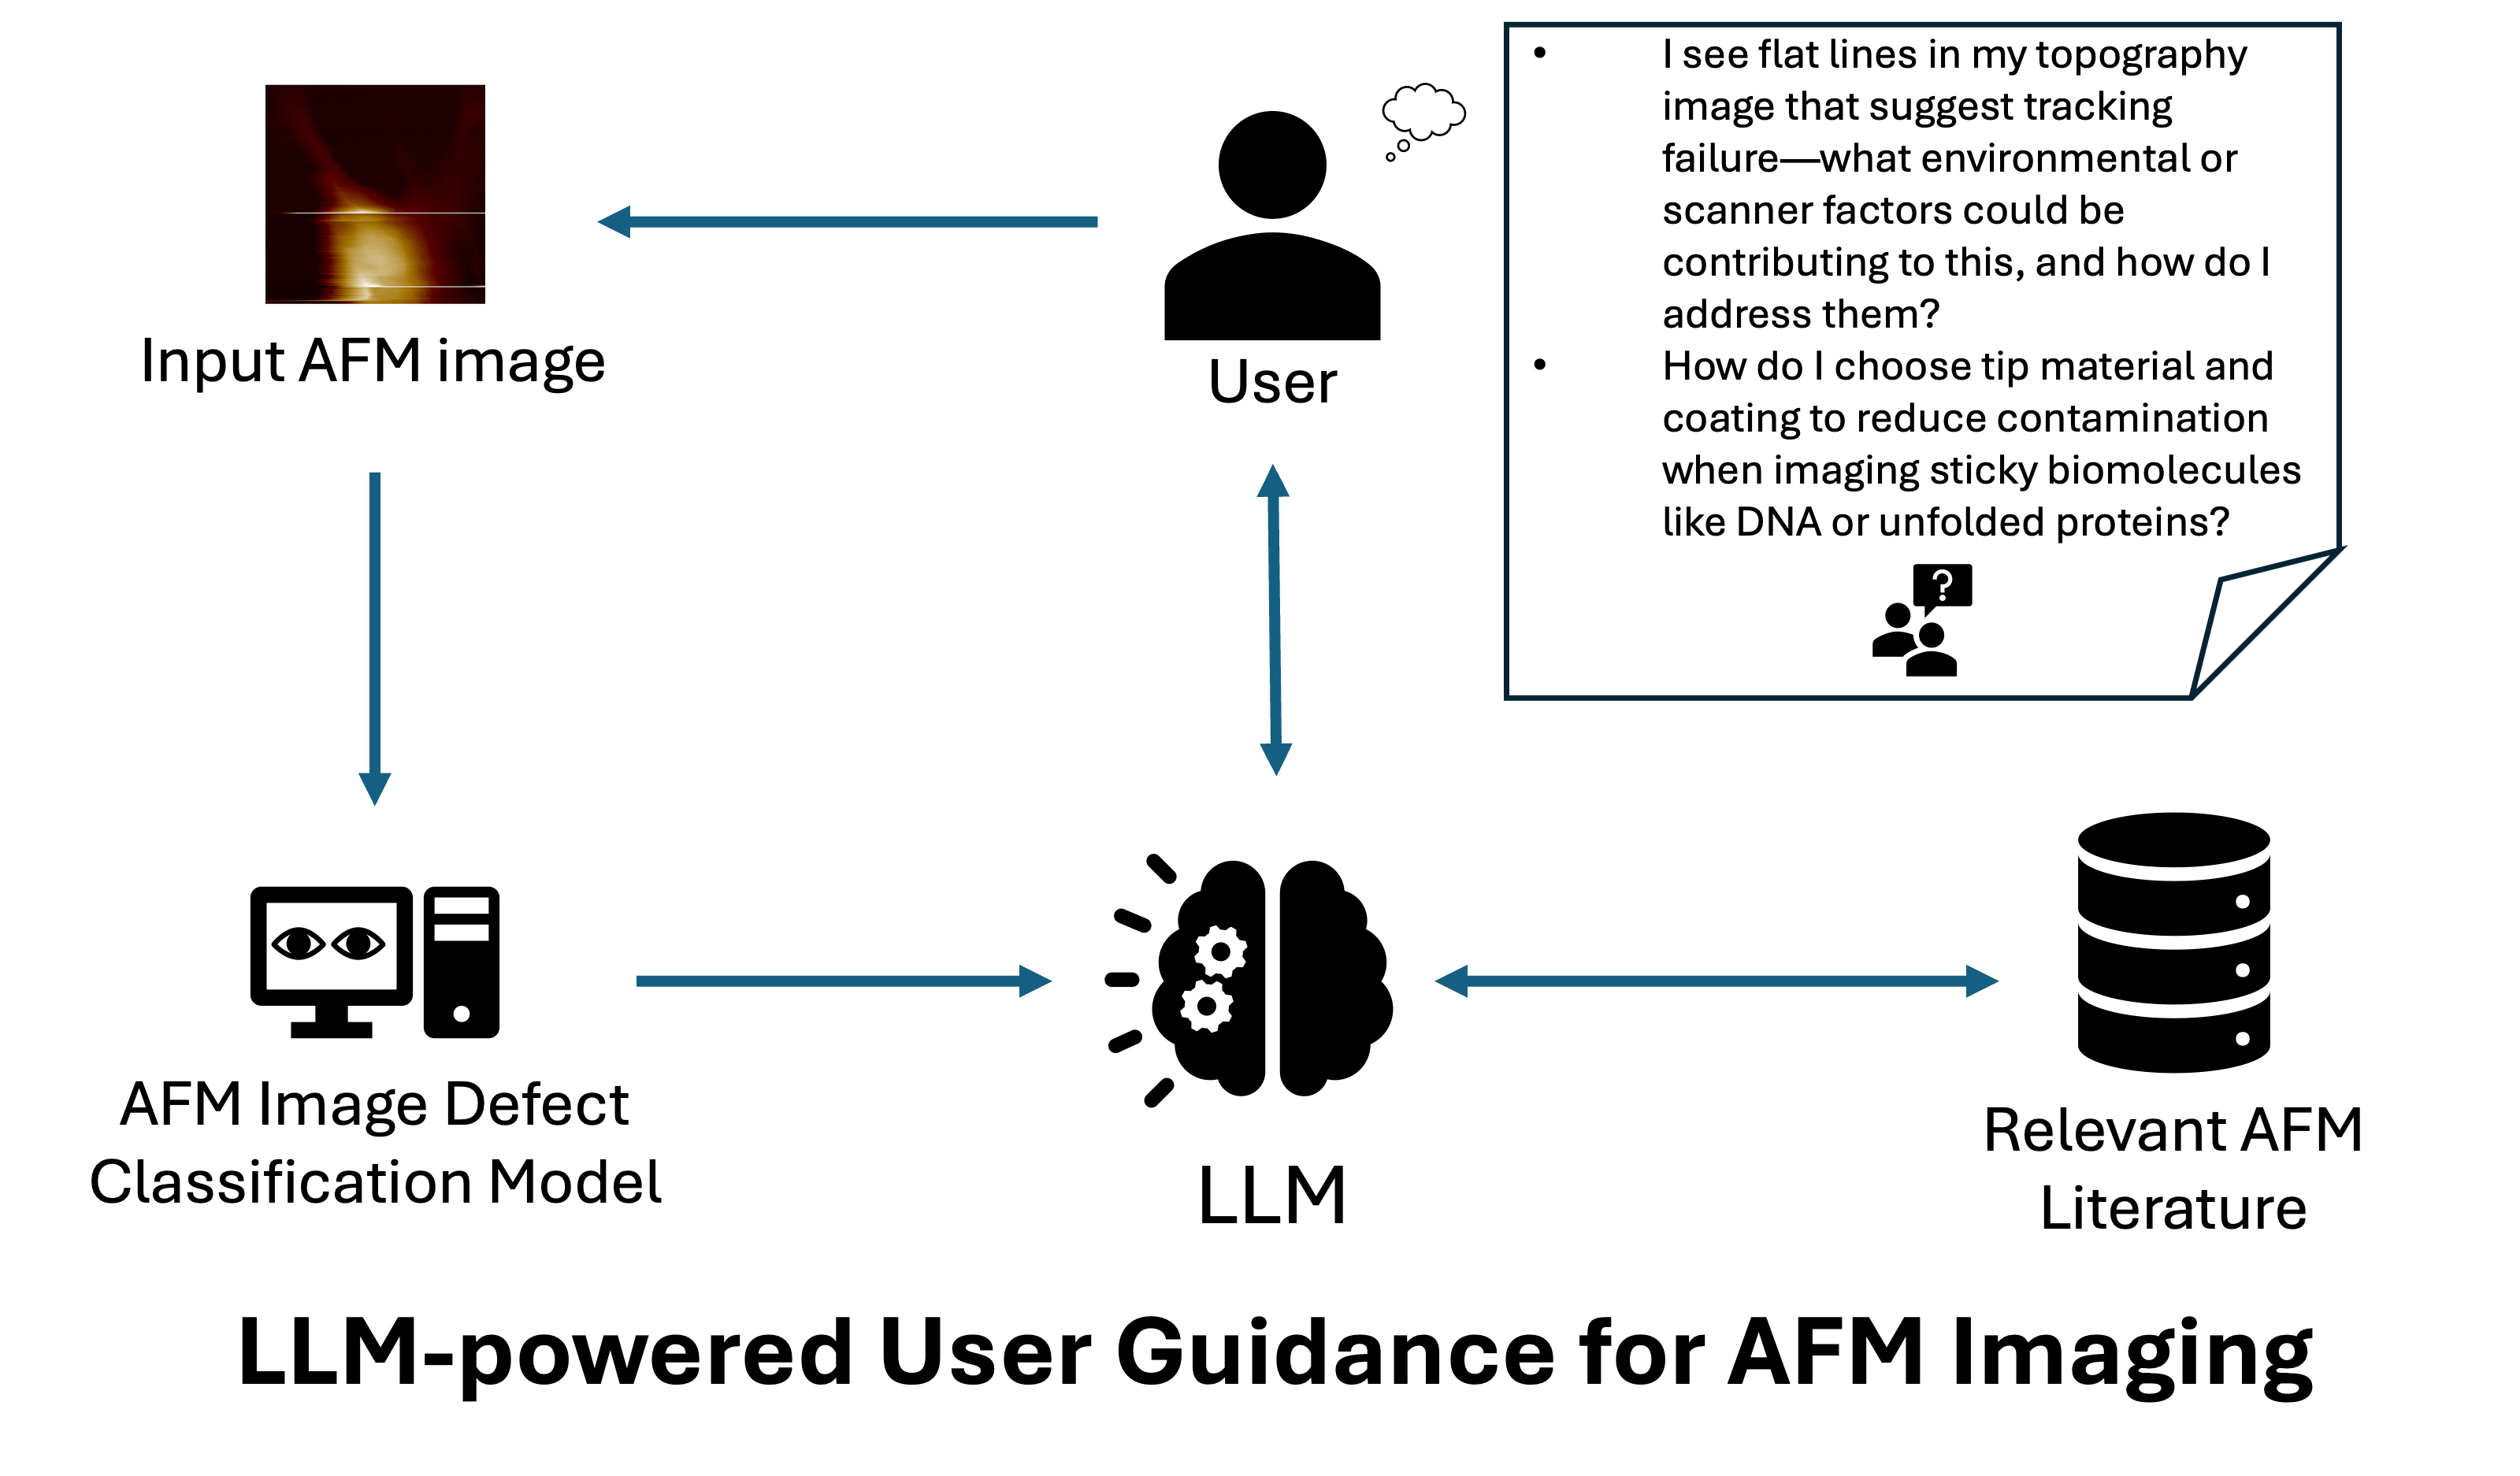 • I see flat lines in my topography
image that suggest tracking
failure—what environmental or
scanner factors could be
contributing to this, and how do I
address them?
• How do I choose tip material and
coating to reduce contamination
when imaging sticky biomolecules
like DNA or unfolded proteins?
?
Input AFM image
User
AFM Image Defect
Classification Model
LLM
Relevant AFM
Literature
LLM-powered User Guidance for AFM Imaging